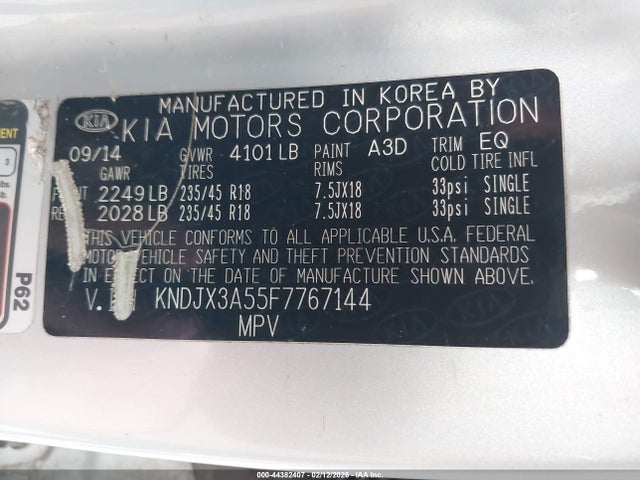 MANUFACTURED IN KOREA BY
KIA KIA MOTORS CORPORATION
09/14 GVWR 4101 LB PAINT A3D TRIM EQ
GAWR TIRES RIMS COLD TIRE INFL
2249 LB 235/45 R18 7.5JX18 33psi SINGLE
2028 LB 235/45 R18 7.5JX18 33psi SINGLE
THIS VEHICLE CONFORMS TO ALL APPLICABLE U.S.A. FEDERAL
MOTOR VEHICLE SAFETY AND THEFT PREVENTION STANDARDS
IN EFFECT ON THE DATE OF MANUFACTURE SHOWN ABOVE.
KNDJX3A55F7767144
MPV
3
P62
000-44382407 - 02/12/2026 - IAA Inc.